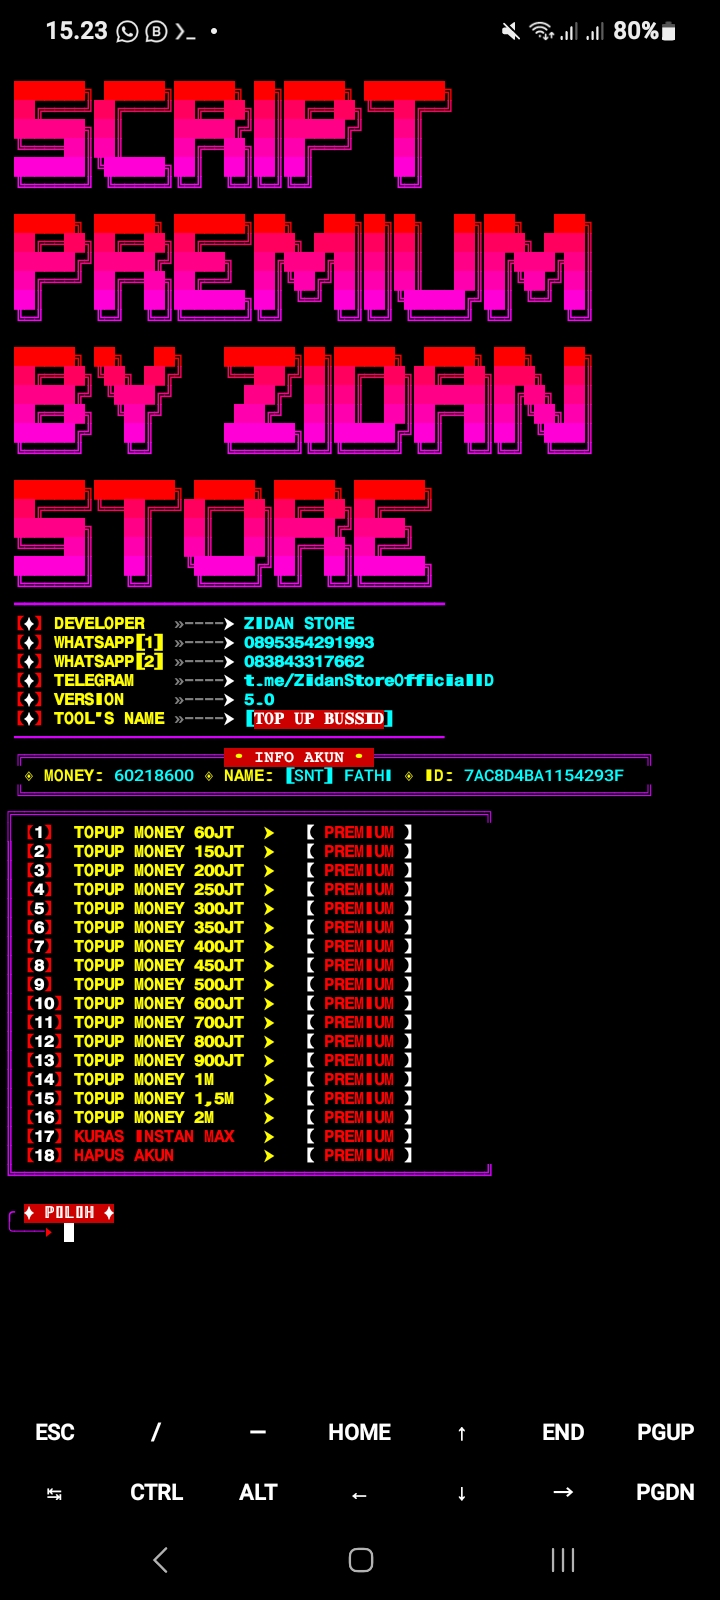 15.23 80%
SCRIPT
PREMIUM
BY ZIDAN
STORE
[✦] DEVELOPER »----➤ ZIDAN STORE
[✦] WHATSAPP[1] »----➤ 0895354291993
[✦] WHATSAPP[2] »----➤ 083843317662
[✦] TELEGRAM »----➤ t.me/ZidanStoreOfficialID
[✦] VERSION »----➤ 5.0
[✦] TOOL'S NAME »----➤ [TOP UP BUSSID]
• INFO AKUN •
◈ MONEY: 60218600 ◈ NAME: [SNT] FATHI ◈ ID: 7AC8D4BA1154293F
[1] TOPUP MONEY 60JT ➤ 【 PREMIUM 】
[2] TOPUP MONEY 150JT ➤ 【 PREMIUM 】
[3] TOPUP MONEY 200JT ➤ 【 PREMIUM 】
[4] TOPUP MONEY 250JT ➤ 【 PREMIUM 】
[5] TOPUP MONEY 300JT ➤ 【 PREMIUM 】
[6] TOPUP MONEY 350JT ➤ 【 PREMIUM 】
[7] TOPUP MONEY 400JT ➤ 【 PREMIUM 】
[8] TOPUP MONEY 450JT ➤ 【 PREMIUM 】
[9] TOPUP MONEY 500JT ➤ 【 PREMIUM 】
[10] TOPUP MONEY 600JT ➤ 【 PREMIUM 】
[11] TOPUP MONEY 700JT ➤ 【 PREMIUM 】
[12] TOPUP MONEY 800JT ➤ 【 PREMIUM 】
[13] TOPUP MONEY 900JT ➤ 【 PREMIUM 】
[14] TOPUP MONEY 1M ➤ 【 PREMIUM 】
[15] TOPUP MONEY 1,5M ➤ 【 PREMIUM 】
[16] TOPUP MONEY 2M ➤ 【 PREMIUM 】
[17] KURAS INSTAN MAX ➤ 【 PREMIUM 】
[18] HAPUS AKUN ➤ 【 PREMIUM 】
✦ POLOH ✦
ESC / — HOME ↑ END PGUP
↹ CTRL ALT ← ↓ → PGDN